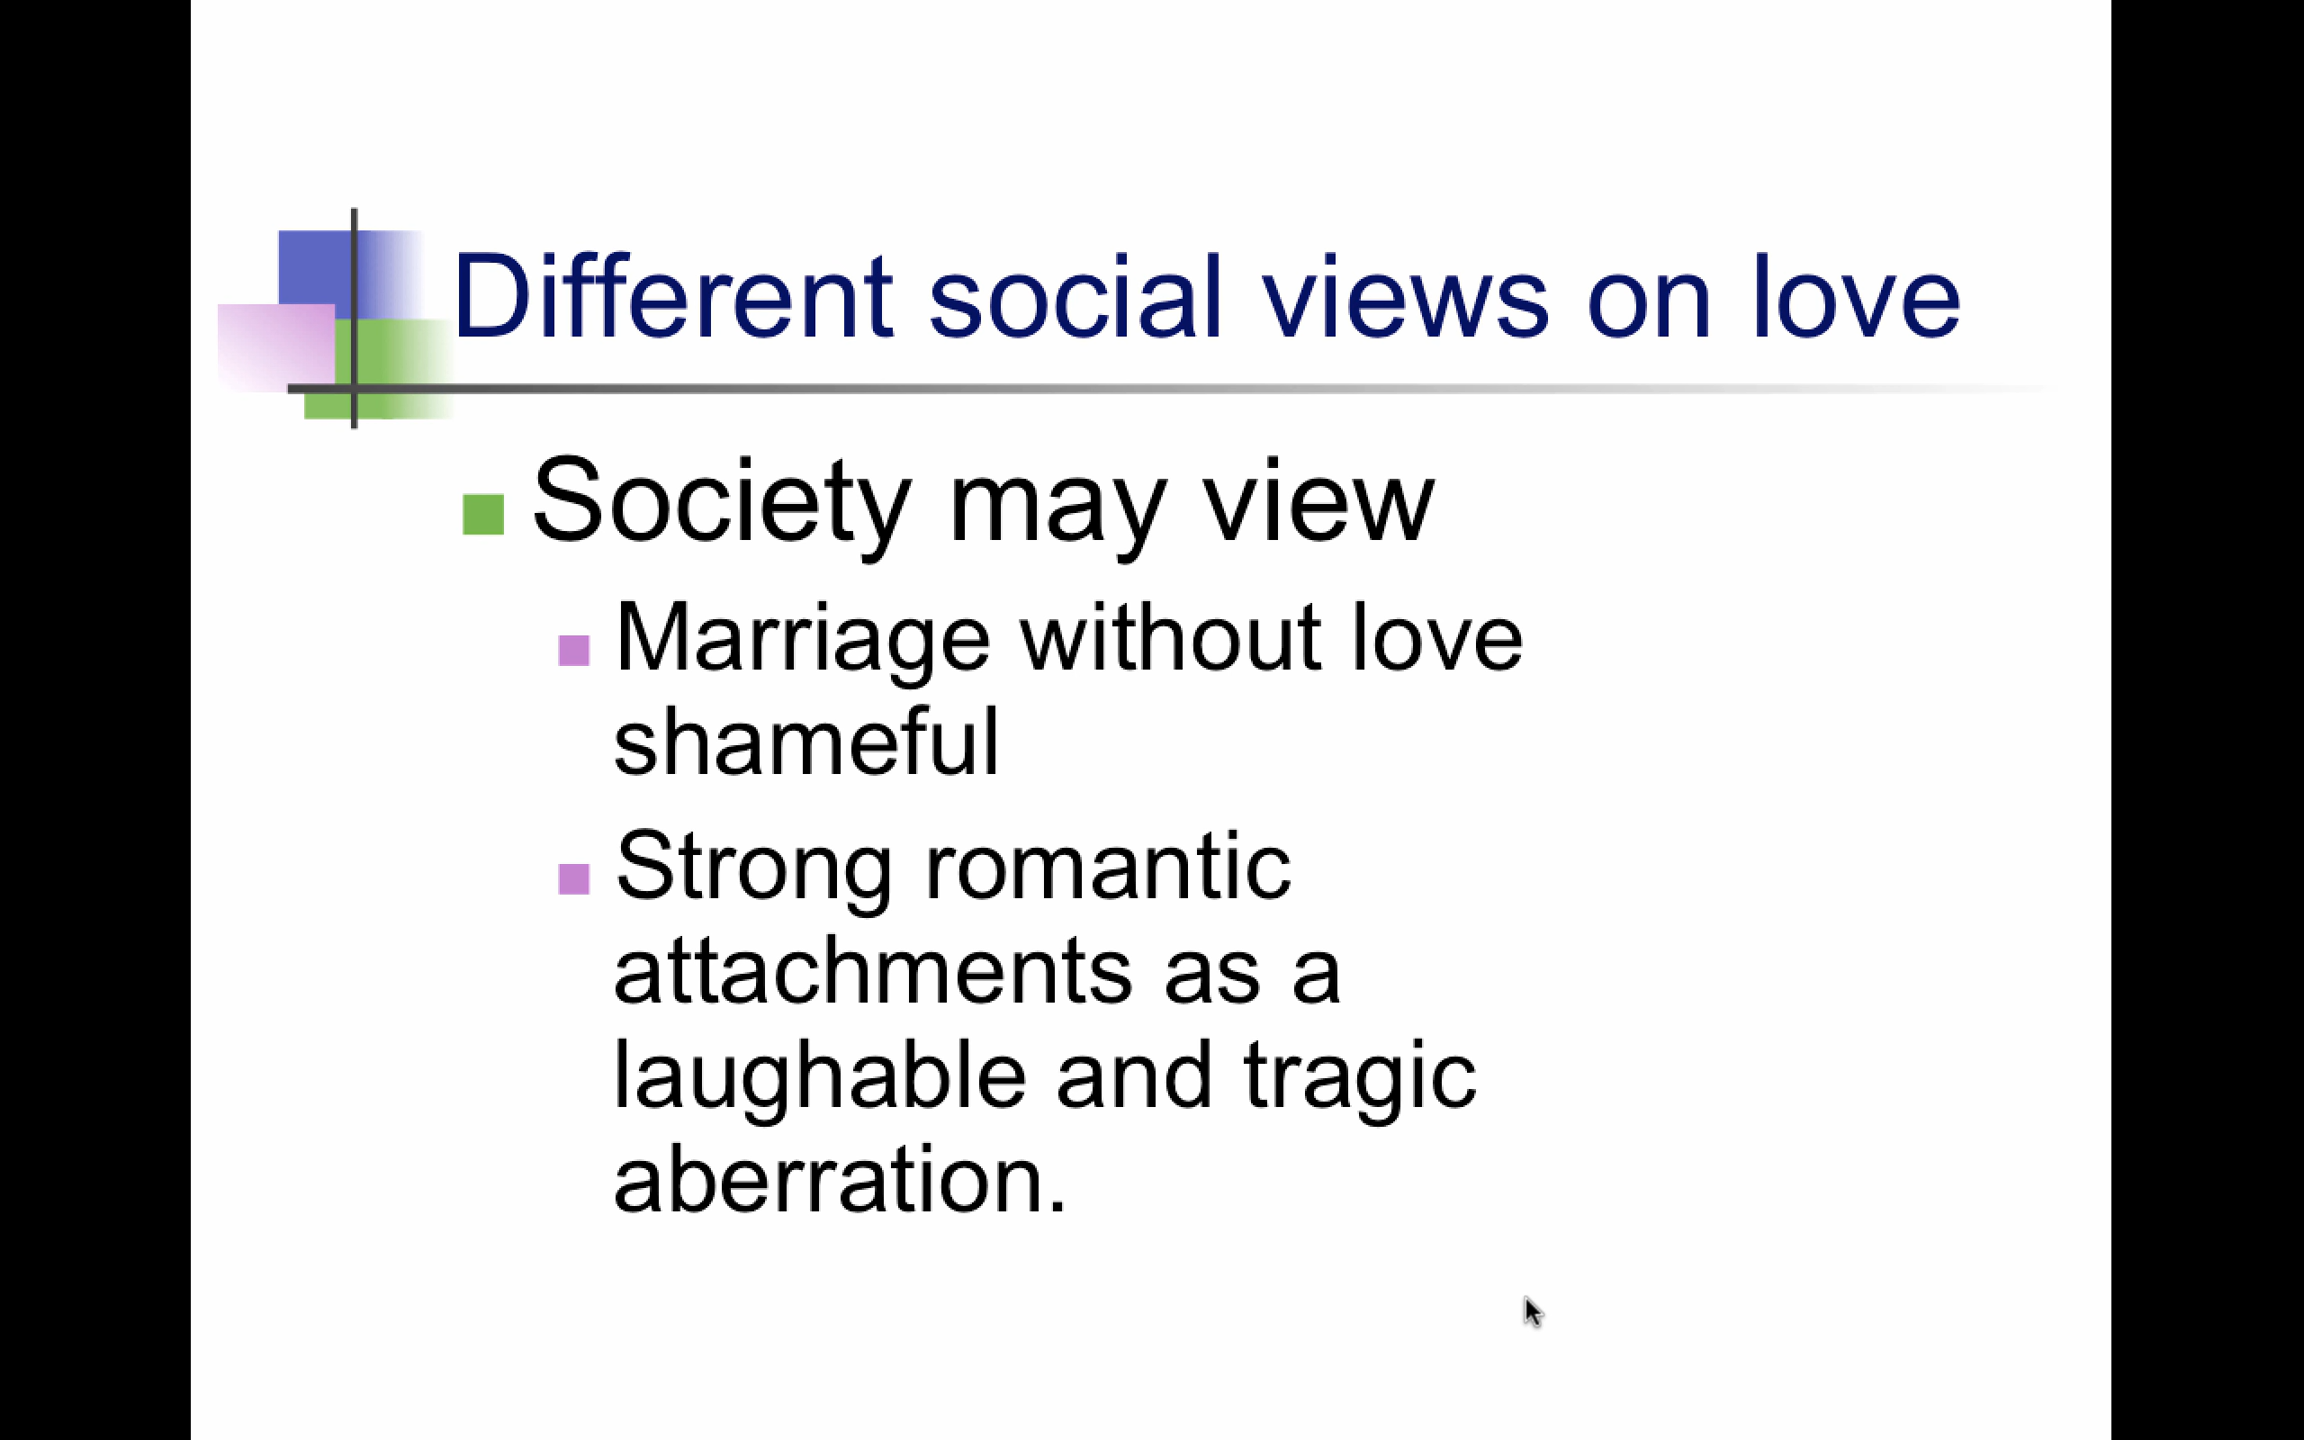 Different social views on love
Society may view
Marriage without love
shameful
Strong romantic
attachments as a
laughable and tragic
aberration.